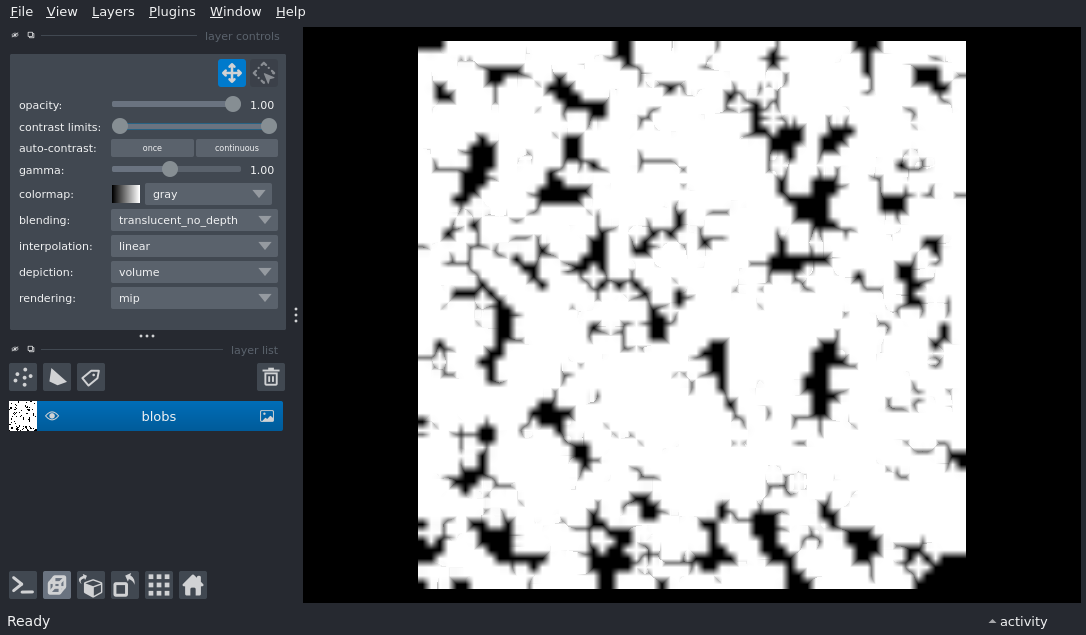 File View Layers Plugins Window Help
layer controls
opacity: 1.00
contrast limits:
auto-contrast: once continuous
gamma: 1.00
colormap: gray
blending: translucent_no_depth
interpolation: linear
depiction: volume
rendering: mip
layer list
blobs
Ready activity